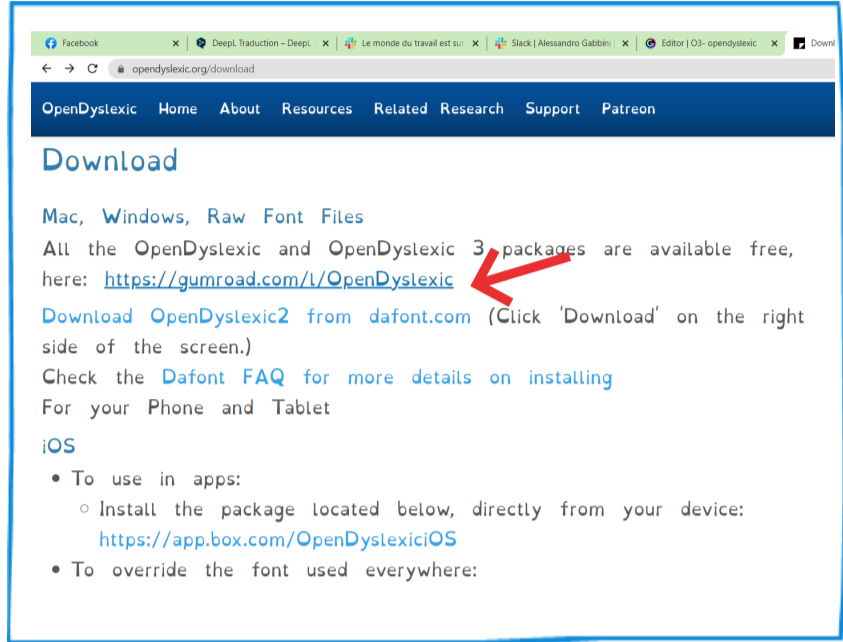 Facebook DeepL Traduction – DeepL Le monde du travail est sur Slack | Alessandro Gabbini | Editor | O3- opendyslexic Downl
opendyslexic.org/download
OpenDyslexic Home About Resources Related Research Support Patreon
Download
Mac, Windows, Raw Font Files
All the OpenDyslexic and OpenDyslexic 3 packages are available free,
here: https://gumroad.com/l/OpenDyslexic
Download OpenDyslexic2 from dafont.com (Click 'Download' on the right
side of the screen.)
Check the Dafont FAQ for more details on installing
For your Phone and Tablet
iOS
• To use in apps:
○ Install the package located below, directly from your device:
https://app.box.com/OpenDyslexiciOS
• To override the font used everywhere: